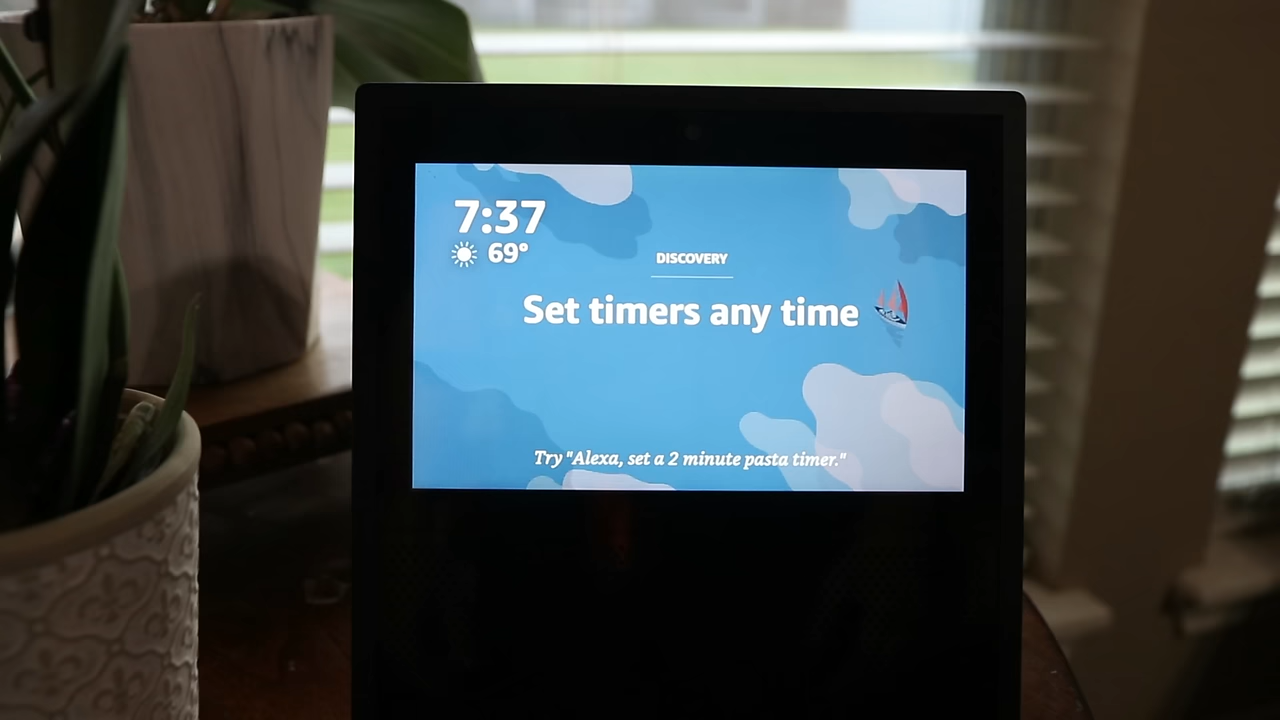 7:37
69°
DISCOVERY
Set timers any time
Try "Alexa, set a 2 minute pasta timer."